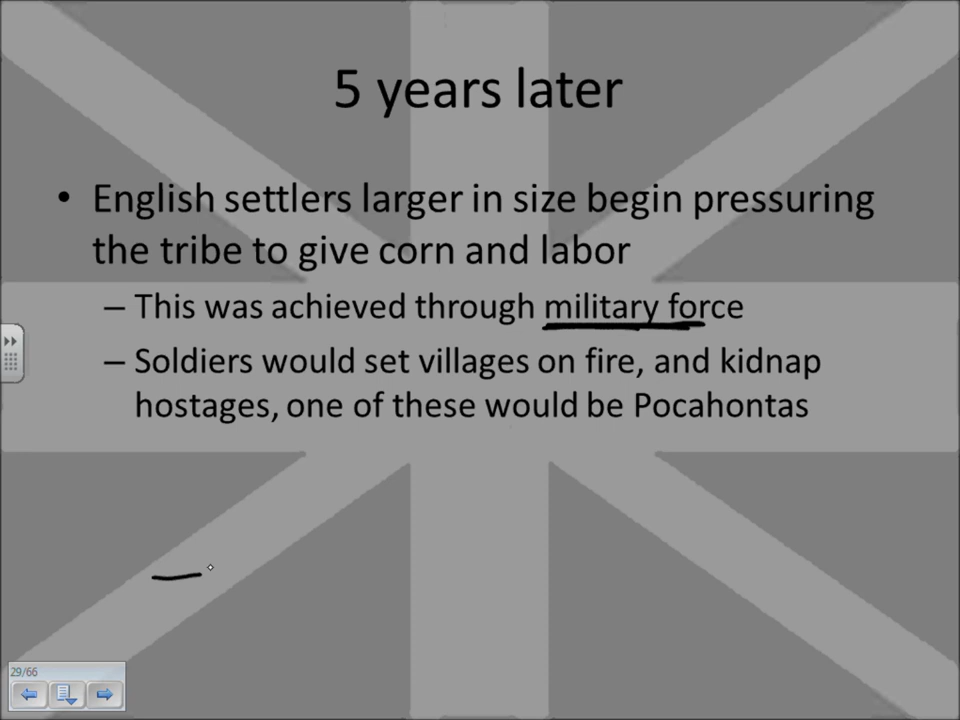 5 years later
• English settlers larger in size begin pressuring
the tribe to give corn and labor
– This was achieved through military force
– Soldiers would set villages on fire, and kidnap
hostages, one of these would be Pocahontas
29/66